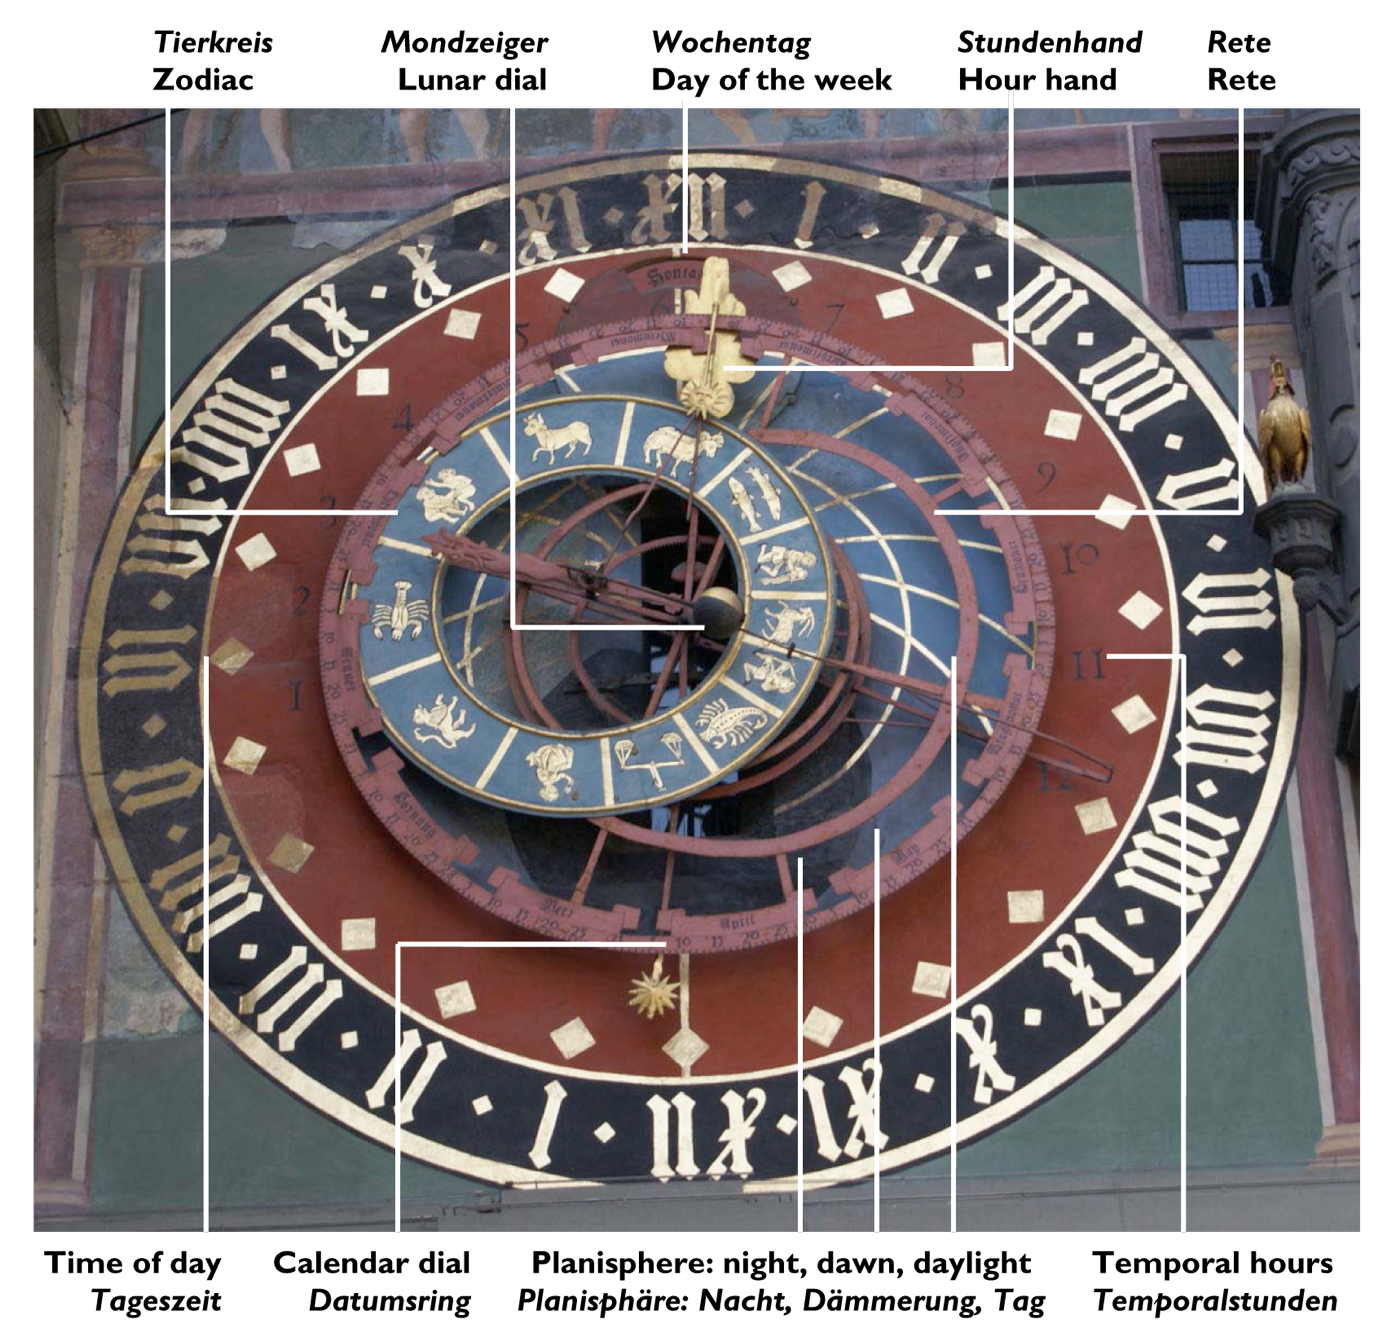 Tierkreis
Zodiac
Mondzeiger
Lunar dial
Wochentag
Day of the week
Stundenhand
Hour hand
Rete
Rete
XII
I
II
III
IIII
V
VI
VII
VIII
IX
X
XI
XII
I
II
III
IIII
V
VI
VII
VIII
IX
X
XI
1
2
3
4
5
6
7
8
9
10
11
12
April
May
Time of day
Tageszeit
Calendar dial
Datumsring
Planisphere: night, dawn, daylight
Planisphäre: Nacht, Dämmerung, Tag
Temporal hours
Temporalstunden